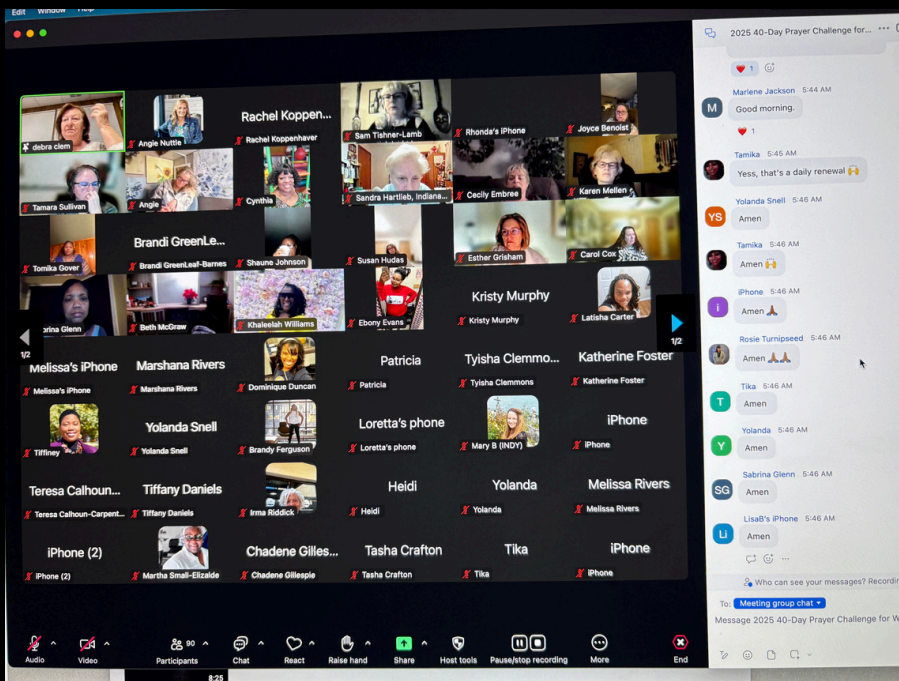 Edit Window Help
debra clem
Angie Nuttle
Rachel Koppen...
Rachel Koppenhaver
Sam Tishner-Lamb
Rhonda's iPhone
Joyce Benoist
Tamara Sullivan
Angie
Cynthia
Sandra Hartlieb, Indiana...
Cecily Embree
Karen Mellen
Tomika Gover
Brandi GreenLe...
Brandi GreenLeaf-Barnes
Shaune Johnson
Susan Hudas
Esther Grisham
Carol Cox
brina Glenn
Beth McGraw
Khaleelah Williams
Ebony Evans
Kristy Murphy
Kristy Murphy
Latisha Carter
1/2
1/2
Melissa's iPhone
Melissa's iPhone
Marshana Rivers
Marshana Rivers
Dominique Duncan
Patricia
Patricia
Tyisha Clemmo...
Tyisha Clemmons
Katherine Foster
Katherine Foster
Tiffiney
Yolanda Snell
Yolanda Snell
Brandy Ferguson
Loretta's phone
Loretta's phone
Mary B (INDY)
iPhone
iPhone
Teresa Calhoun...
Teresa Calhoun-Carpent...
Tiffany Daniels
Tiffany Daniels
Irma Riddick
Heidi
Heidi
Yolanda
Yolanda
Melissa Rivers
Melissa Rivers
iPhone (2)
iPhone (2)
Martha Small-Elizalde
Chadene Gilles...
Chadene Gillespie
Tasha Crafton
Tasha Crafton
Tika
Tika
iPhone
iPhone
Audio
Video
90
Participants
Chat
React
Raise hand
Share
Host tools
Pause/stop recording
More
End
8:25
2025 40-Day Prayer Challenge for... ...
❤️ 1
Marlene Jackson 5:44 AM
M
Good morning.
❤️ 1
Tamika 5:45 AM
Yess, that's a daily renewal 🙌
Yolanda Snell 5:46 AM
YS
Amen
Tamika 5:46 AM
Amen 🙌
iPhone 5:46 AM
i
Amen 🙏🏾
Rosie Turnipseed 5:46 AM
Amen 🙏🏾🙏🏾
Tika 5:46 AM
T
Amen
Yolanda 5:46 AM
Y
Amen
Sabrina Glenn 5:46 AM
SG
Amen
LisaB's iPhone 5:46 AM
Li
Amen
Who can see your messages? Recordin
To: Meeting group chat
Message 2025 40-Day Prayer Challenge for W